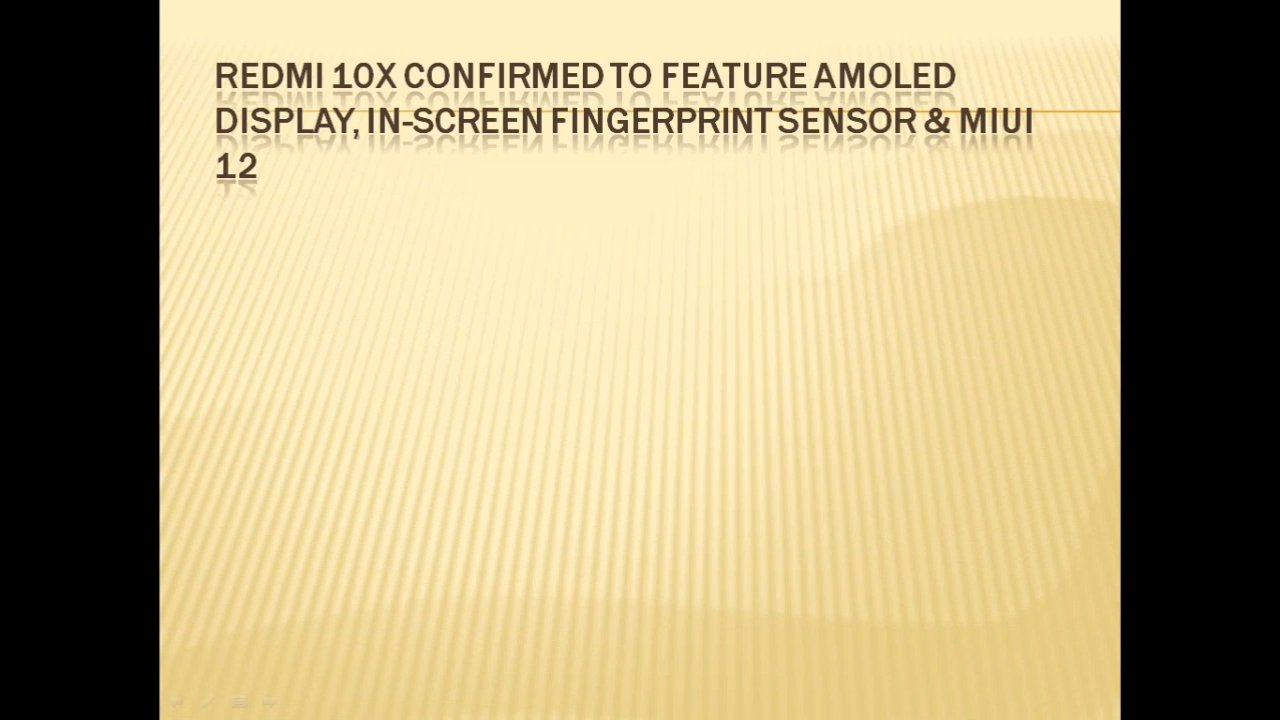 REDMI 10X CONFIRMED TO FEATURE AMOLED
DISPLAY, IN-SCREEN FINGERPRINT SENSOR & MIUI
12